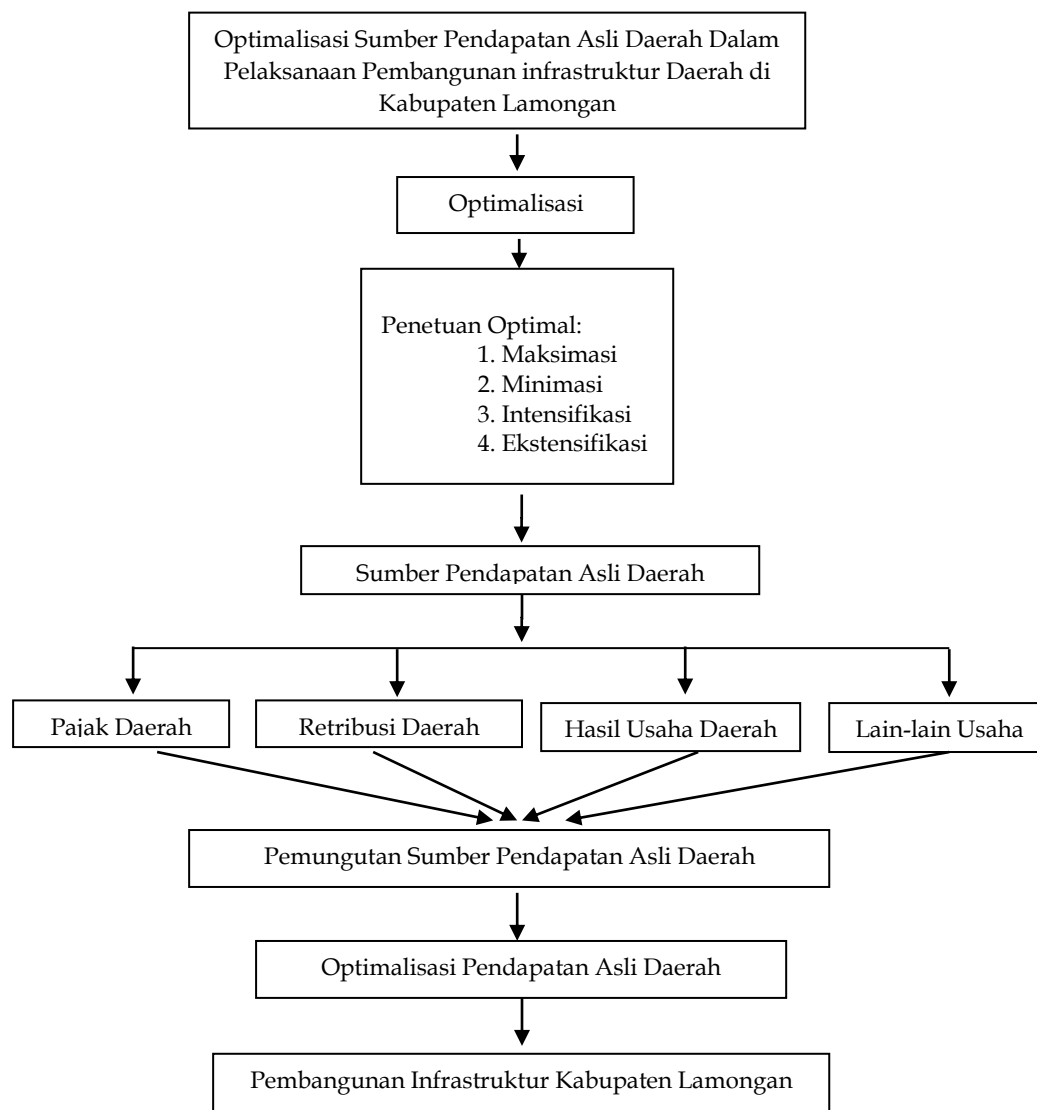 Optimalisasi Sumber Pendapatan Asli Daerah Dalam
Pelaksanaan Pembangunan infrastruktur Daerah di
Kabupaten Lamongan
Optimalisasi
Penetuan Optimal:
1. Maksimasi
2. Minimasi
3. Intensifikasi
4. Ekstensifikasi
Sumber Pendapatan Asli Daerah
Pajak Daerah
Retribusi Daerah
Hasil Usaha Daerah
Lain-lain Usaha
Pemungutan Sumber Pendapatan Asli Daerah
Optimalisasi Pendapatan Asli Daerah
Pembangunan Infrastruktur Kabupaten Lamongan